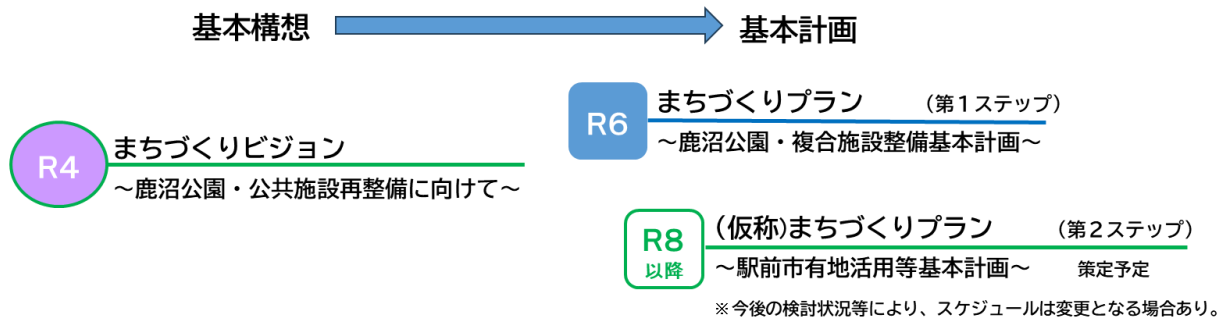 基本構想 基本計画
R4
まちづくりビジョン
～鹿沼公園・公共施設再整備に向けて～
R6
まちづくりプラン （第１ステップ）
～鹿沼公園・複合施設整備基本計画～
R8
以降
（仮称）まちづくりプラン （第２ステップ）
～駅前市有地活用等基本計画～ 策定予定
※今後の検討状況等により、スケジュールは変更となる場合あり。